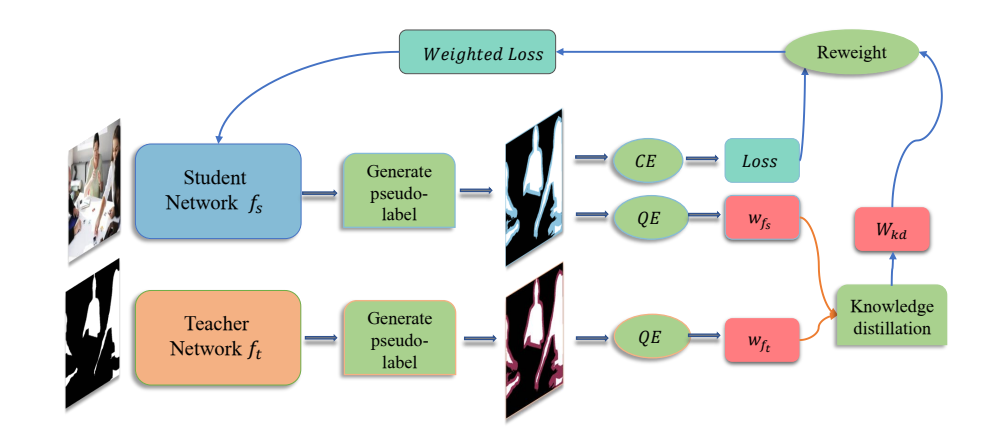 Weighted Loss
Reweight
Student
Network f_s
Generate
pseudo-
label
CE
Loss
QE
w_{f_s}
W_{kd}
Teacher
Network f_t
Generate
pseudo-
label
QE
w_{f_t}
Knowledge
distillation